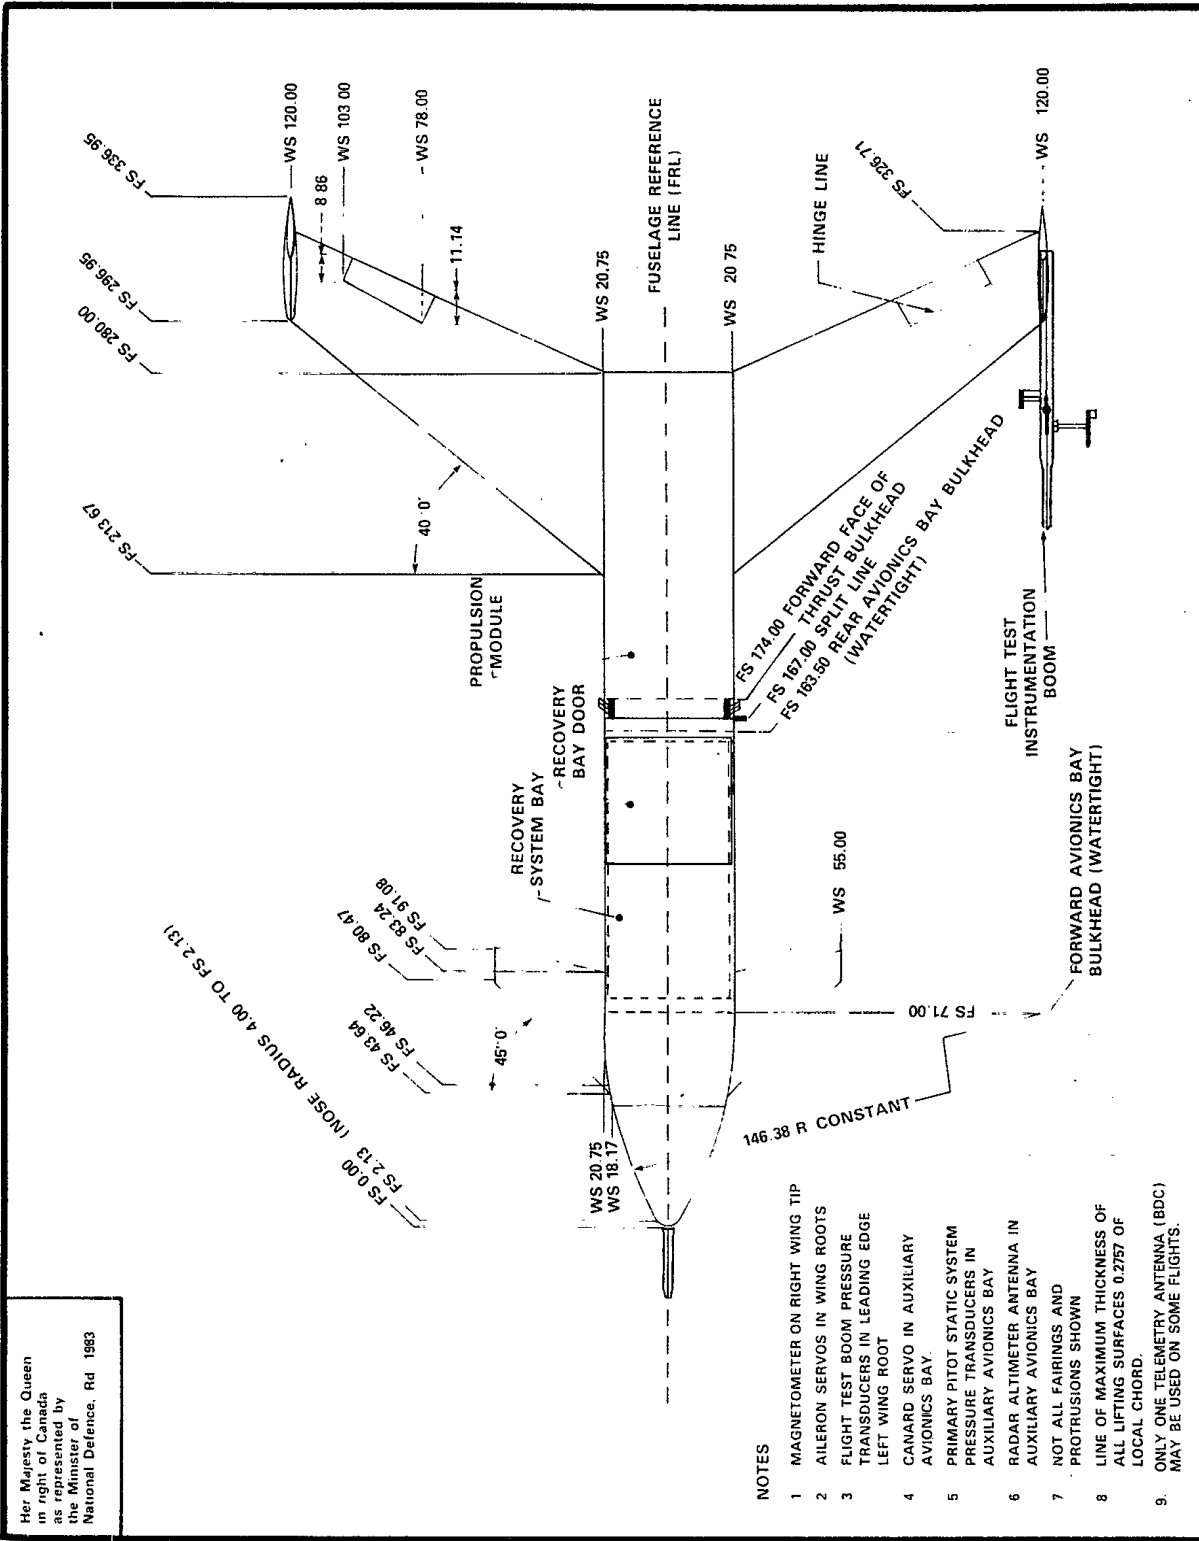 Her Majesty the Queen
in right of Canada
as represented by
the Minister of
National Defence. Rd 1983
FS 0.00
FS 2.13 (NOSE RADIUS 4.00 TO FS 2.13)
FS 43.64
FS 46.22
45° 0'
FS 80.47
FS 83.24
FS 91.08
RECOVERY
SYSTEM BAY
RECOVERY
BAY DOOR
PROPULSION
MODULE
FS 213 67
40 0'
FS 280.00
FS 296.95
FS 336.95
WS 120.00
8 86
WS 103 00
WS 78.00
11.14
WS 20.75
FUSELAGE REFERENCE
LINE (FRL)
WS 20 75
HINGE LINE
FS 326.71
WS 120.00
WS 20.75
WS 18.17
146.38 R CONSTANT
FS 71.00
FORWARD AVIONICS BAY
BULKHEAD (WATERTIGHT)
WS 55.00
FS 174.00 FORWARD FACE OF
THRUST BULKHEAD
FS 167.00 SPLIT LINE
FS 163.50 REAR AVIONICS BAY BULKHEAD
(WATERTIGHT)
FLIGHT TEST
INSTRUMENTATION
BOOM
NOTES
1 MAGNETOMETER ON RIGHT WING TIP
2 AILERON SERVOS IN WING ROOTS
3 FLIGHT TEST BOOM PRESSURE
TRANSDUCERS IN LEADING EDGE
LEFT WING ROOT
4 CANARD SERVO IN AUXILIARY
AVIONICS BAY.
5 PRIMARY PITOT STATIC SYSTEM
PRESSURE TRANSDUCERS IN
AUXILIARY AVIONICS BAY
6 RADAR ALTIMETER ANTENNA IN
AUXILIARY AVIONICS BAY
7 NOT ALL FAIRINGS AND
PROTRUSIONS SHOWN
8 LINE OF MAXIMUM THICKNESS OF
ALL LIFTING SURFACES 0.2757 OF
LOCAL CHORD.
9. ONLY ONE TELEMETRY ANTENNA (BDC)
MAY BE USED ON SOME FLIGHTS.